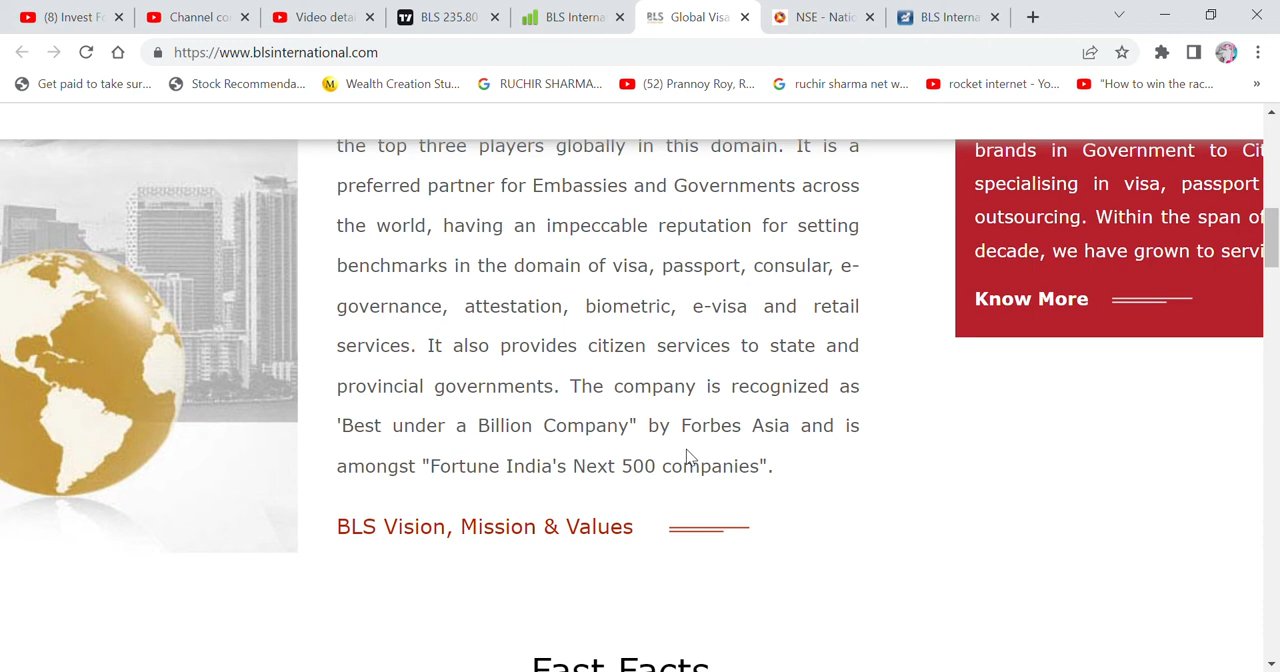 (8) Invest Fo
Channel co
Video detai
BLS 235.80
BLS Interna
BLS Global Visa
NSE - Natio
BLS Interna
https://www.blsinternational.com
Get paid to take sur...
Stock Recommenda...
M Wealth Creation Stu...
G RUCHIR SHARMA...
(52) Prannoy Roy, R...
G ruchir sharma net w...
rocket internet - Yo...
"How to win the rac...
»
the top three players globally in this domain. It is a
preferred partner for Embassies and Governments across
the world, having an impeccable reputation for setting
benchmarks in the domain of visa, passport, consular, e-
governance, attestation, biometric, e-visa and retail
services. It also provides citizen services to state and
provincial governments. The company is recognized as
'Best under a Billion Company" by Forbes Asia and is
amongst "Fortune India's Next 500 companies".
BLS Vision, Mission & Values
brands in Government to Cit
specialising in visa, passport
outsourcing. Within the span of
decade, we have grown to servi
Know More
Fast Facts